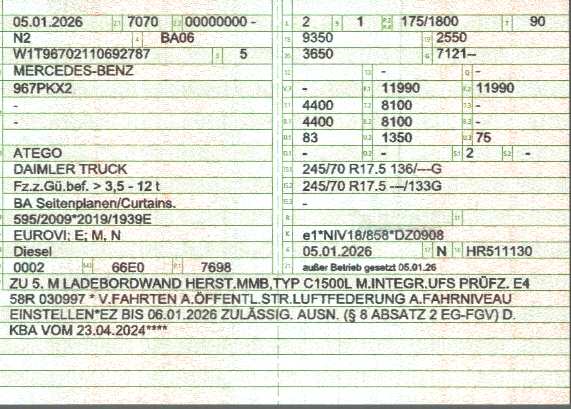 05.01.2026 7070 00000000 - 2 1 175/1800 90
N2 BA06 9350 2550
W1T96702110692787 5 3650 7121--
MERCEDES-BENZ - -
967PKX2 - 11990 11990
- 4400 8100 -
- 4400 8100 -
83 1350 75
ATEGO - - 2 -
DAIMLER TRUCK 245/70 R17.5 136/---G
Fz.z.Gü.bef. > 3,5 - 12 t 245/70 R17.5 ---/133G
BA Seitenplanen/Curtains. -
595/2009*2019/1939E
EUROVI; E; M, N e1*NIV18/858*DZ0908
Diesel 05.01.2026 N HR511130
0002 66E0 7698 außer Betrieb gesetzt 05.01.26
ZU 5. M LADEBORDWAND HERST.MMB,TYP C1500L M.INTEGR.UFS PRÜFZ. E4
58R 030997 * V.FAHRTEN A.ÖFFENTL.STR.LUFTFEDERUNG A.FAHRNIVEAU
EINSTELLEN*EZ BIS 06.01.2026 ZULÄSSIG. AUSN. (§ 8 ABSATZ 2 EG-FGV) D.
KBA VOM 23.04.2024****